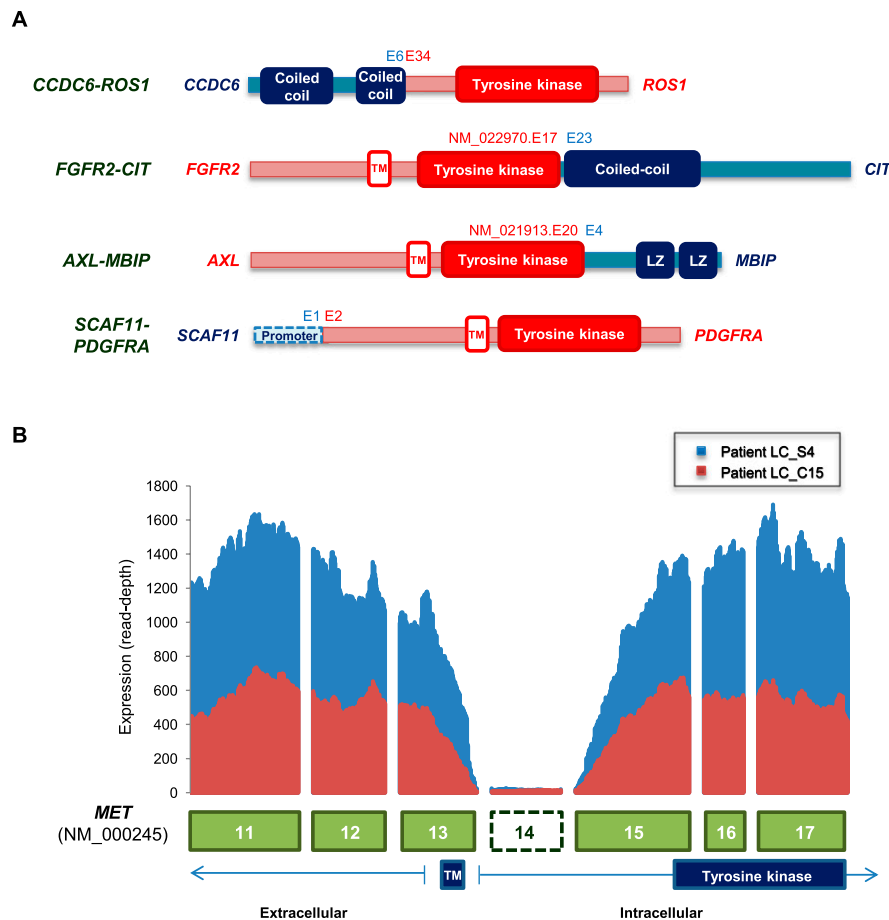 A
E6 E34
CCDC6-ROS1 CCDC6 Coiled coil Coiled coil Tyrosine kinase ROS1
NM_022970.E17 E23
FGFR2-CIT FGFR2 TM Tyrosine kinase Coiled-coil CIT
NM_021913.E20 E4
AXL-MBIP AXL TM Tyrosine kinase LZ LZ MBIP
E1 E2
SCAF11-
PDGFRA SCAF11 Promoter TM Tyrosine kinase PDGFRA
B
Patient LC_S4
Patient LC_C15
Expression (read-depth)
1800
1600
1400
1200
1000
800
600
400
200
0
MET
(NM_000245)
11 12 13 14 15 16 17
TM Tyrosine kinase
Extracellular Intracellular